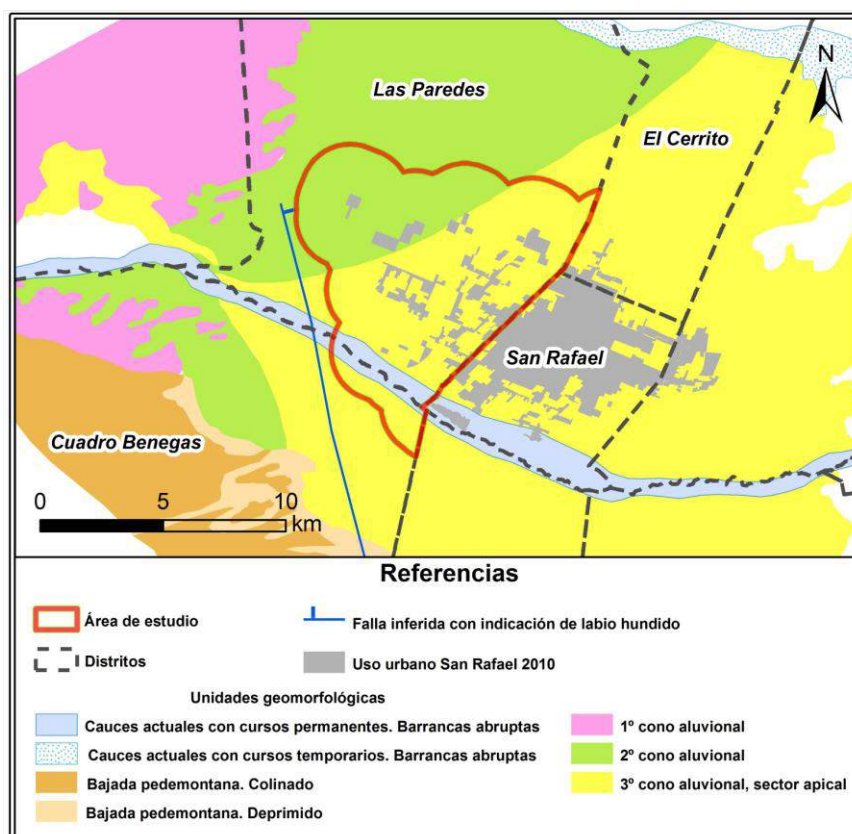 N
Las Paredes
El Cerrito
San Rafael
Cuadro Benegas
0 5 10
km
Referencias
Área de estudio
Falla inferida con indicación de labio hundido
Distritos
Uso urbano San Rafael 2010
Unidades geomorfológicas
Cauces actuales con cursos permanentes. Barrancas abruptas
1º cono aluvional
Cauces actuales con cursos temporarios. Barrancas abruptas
2º cono aluvional
Bajada pedemontana. Colinado
3º cono aluvional, sector apical
Bajada pedemontana. Deprimido